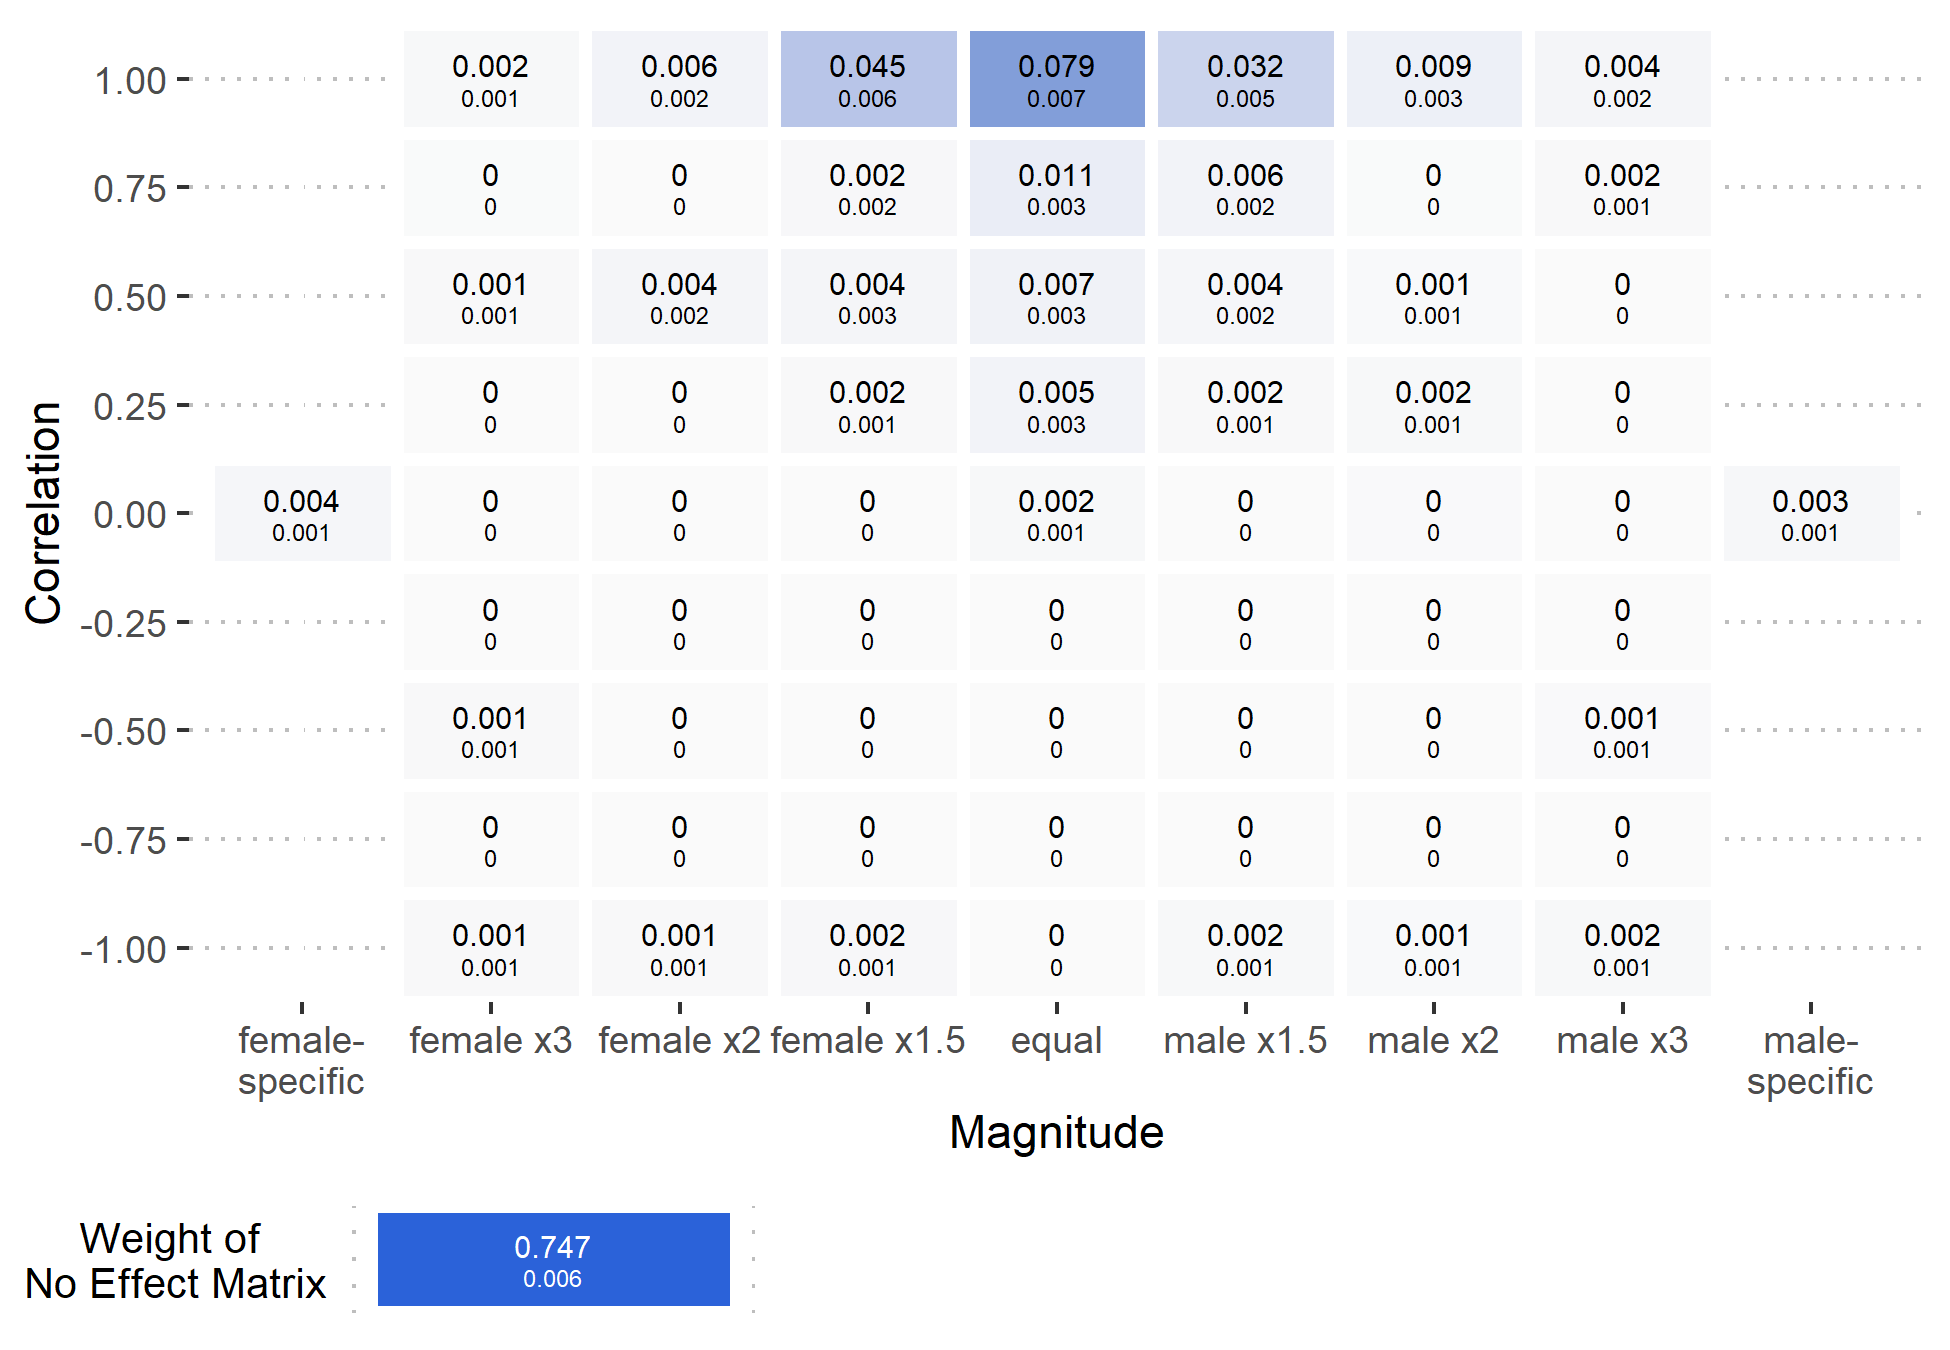 1.00
0.002 0.006 0.045 0.079 0.032 0.009 0.004
0.001 0.002 0.006 0.007 0.005 0.003 0.002
0.75
0 0 0.002 0.011 0.006 0 0.002
0 0 0.002 0.003 0.002 0 0.001
0.50
0.001 0.004 0.004 0.007 0.004 0.001 0
0.001 0.002 0.003 0.003 0.002 0.001 0
0.25
0 0 0.002 0.005 0.002 0.002 0
0 0 0.001 0.003 0.001 0.001 0
0.00
0.004 0 0 0 0.002 0 0 0 0.003
0.001 0 0 0 0.001 0 0 0 0.001
-0.25
0 0 0 0 0 0 0
0 0 0 0 0 0 0
-0.50
0.001 0 0 0 0 0 0.001
0.001 0 0 0 0 0 0.001
-0.75
0 0 0 0 0 0 0
0 0 0 0 0 0 0
-1.00
0.001 0.001 0.002 0 0.002 0.001 0.002
0.001 0.001 0.001 0 0.001 0.001 0.001
Correlation
female- female x3 female x2 female x1.5 equal male x1.5 male x2 male x3 male-
specific specific
Magnitude
Weight of
No Effect Matrix
0.747
0.006